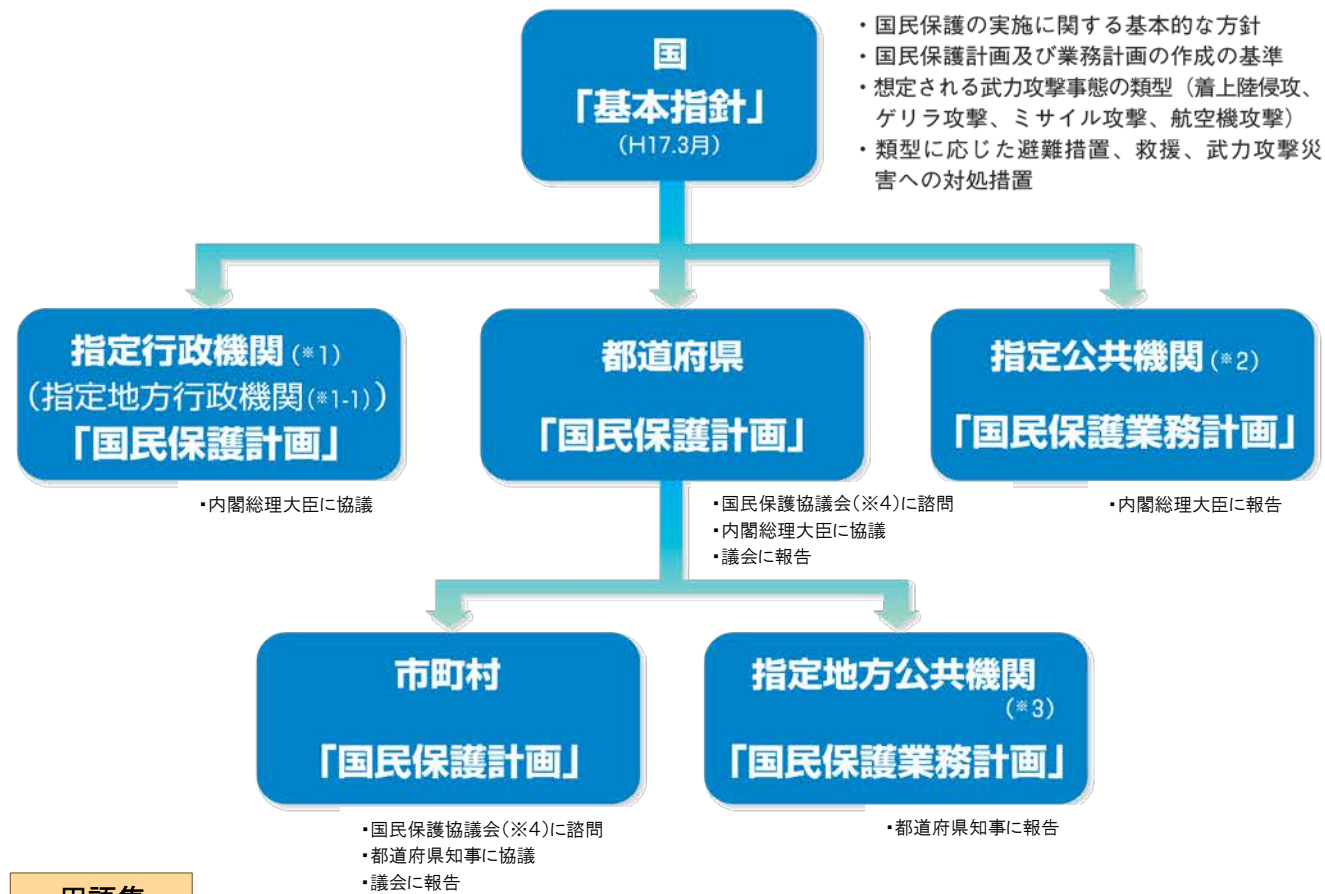 国
「基本指針」
(H17.3月)
・国民保護の実施に関する基本的な方針
・国民保護計画及び業務計画の作成の基準
・想定される武力攻撃事態の類型（着上陸侵攻、
ゲリラ攻撃、ミサイル攻撃、航空機攻撃）
・類型に応じた避難措置、救援、武力攻撃災
害への対処措置
指定行政機関(※1)
(指定地方行政機関(※1-1))
「国民保護計画」
・内閣総理大臣に協議
都道府県
「国民保護計画」
・国民保護協議会(※4)に諮問
・内閣総理大臣に協議
・議会に報告
指定公共機関(※2)
「国民保護業務計画」
・内閣総理大臣に報告
市町村
「国民保護計画」
・国民保護協議会(※4)に諮問
・都道府県知事に協議
・議会に報告
指定地方公共機関
(※3)
「国民保護業務計画」
・都道府県知事に報告
用語集